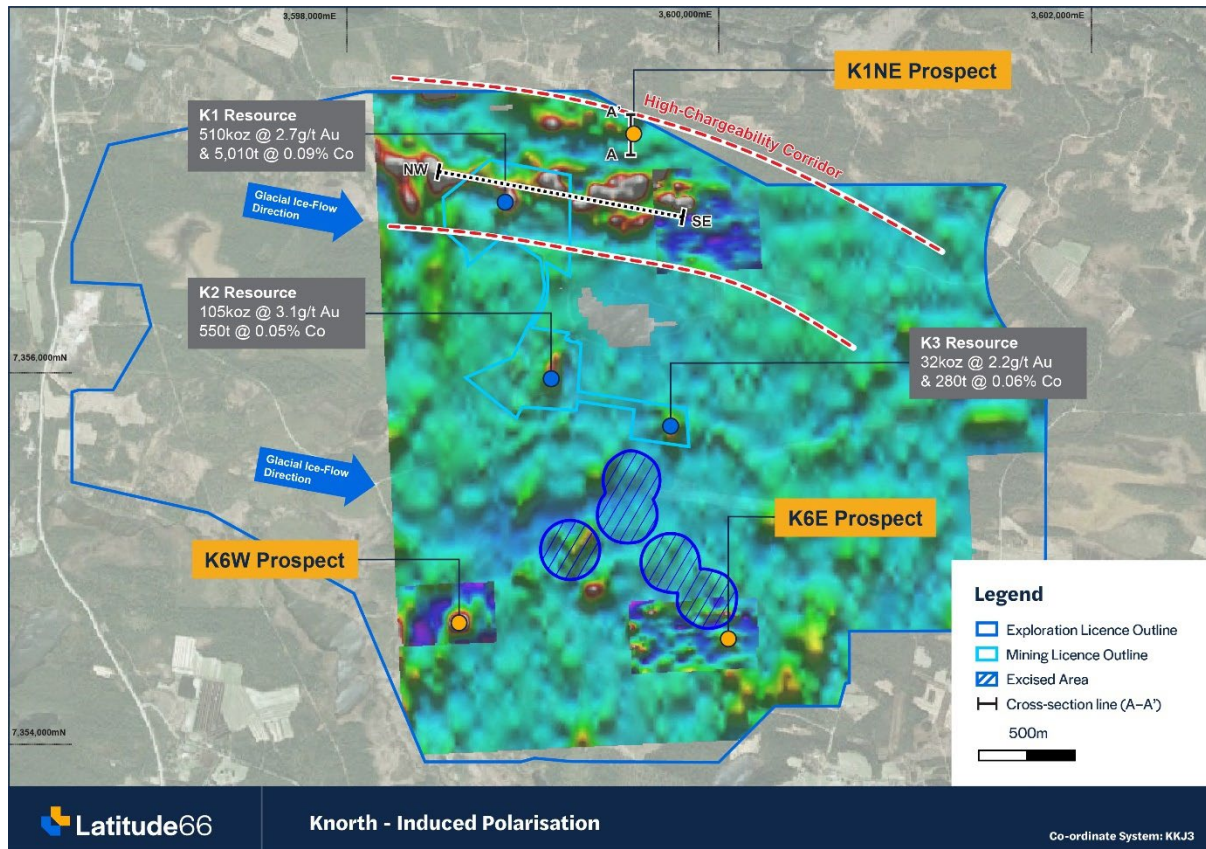 3,598,000mE
3,600,000mE
3,602,000mE
K1NE Prospect
High-Chargeability Corridor
K1 Resource
510koz @ 2.7g/t Au
& 5,010t @ 0.09% Co
A'
A
NW
SE
Glacial Ice-Flow
Direction
K2 Resource
105koz @ 3.1g/t Au
550t @ 0.05% Co
7,356,000mN
K3 Resource
32koz @ 2.2g/t Au
& 280t @ 0.06% Co
Glacial Ice-Flow
Direction
K6E Prospect
K6W Prospect
7,354,000mN
Legend
Exploration Licence Outline
Mining Licence Outline
Excised Area
Cross-section line (A–A')
500m
Latitude66
Knorth - Induced Polarisation
Co-ordinate System: KKJ3